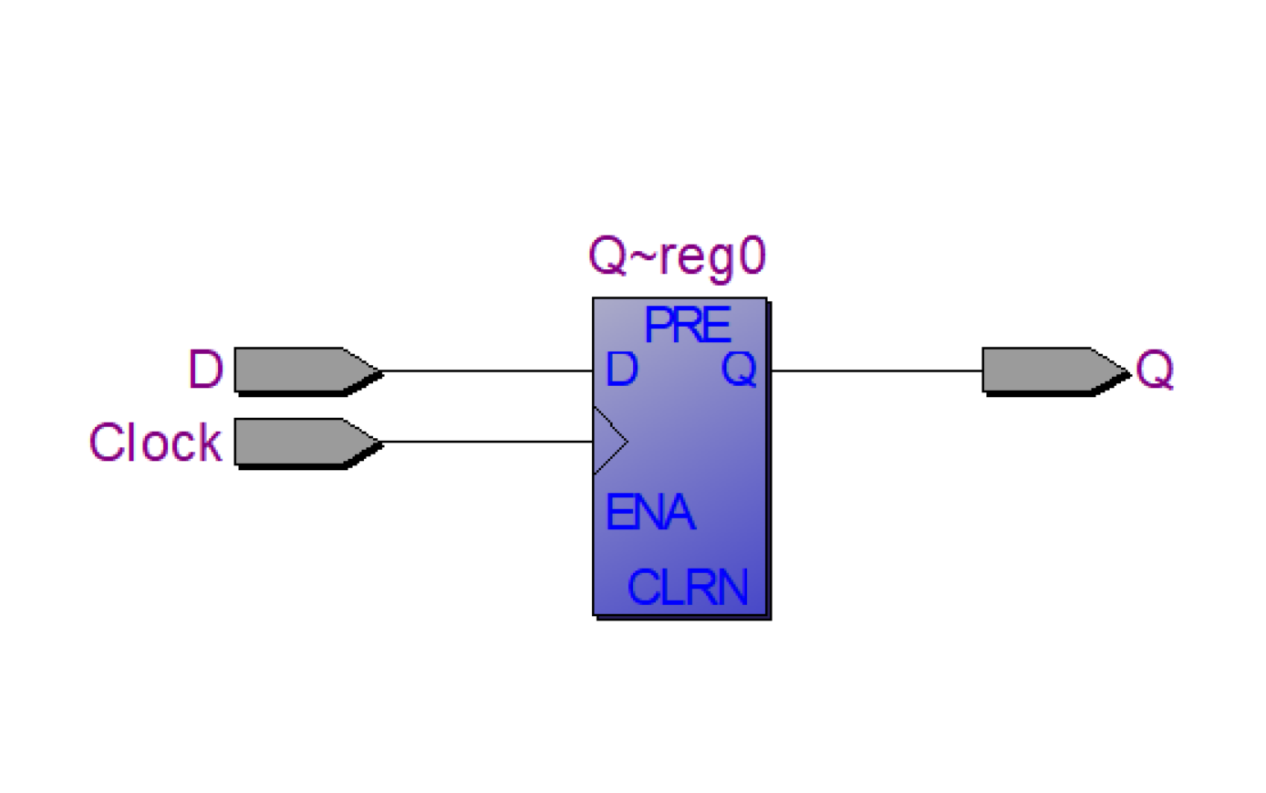 Q~reg0
PRE
D D Q Q
Clock
ENA
CLRN